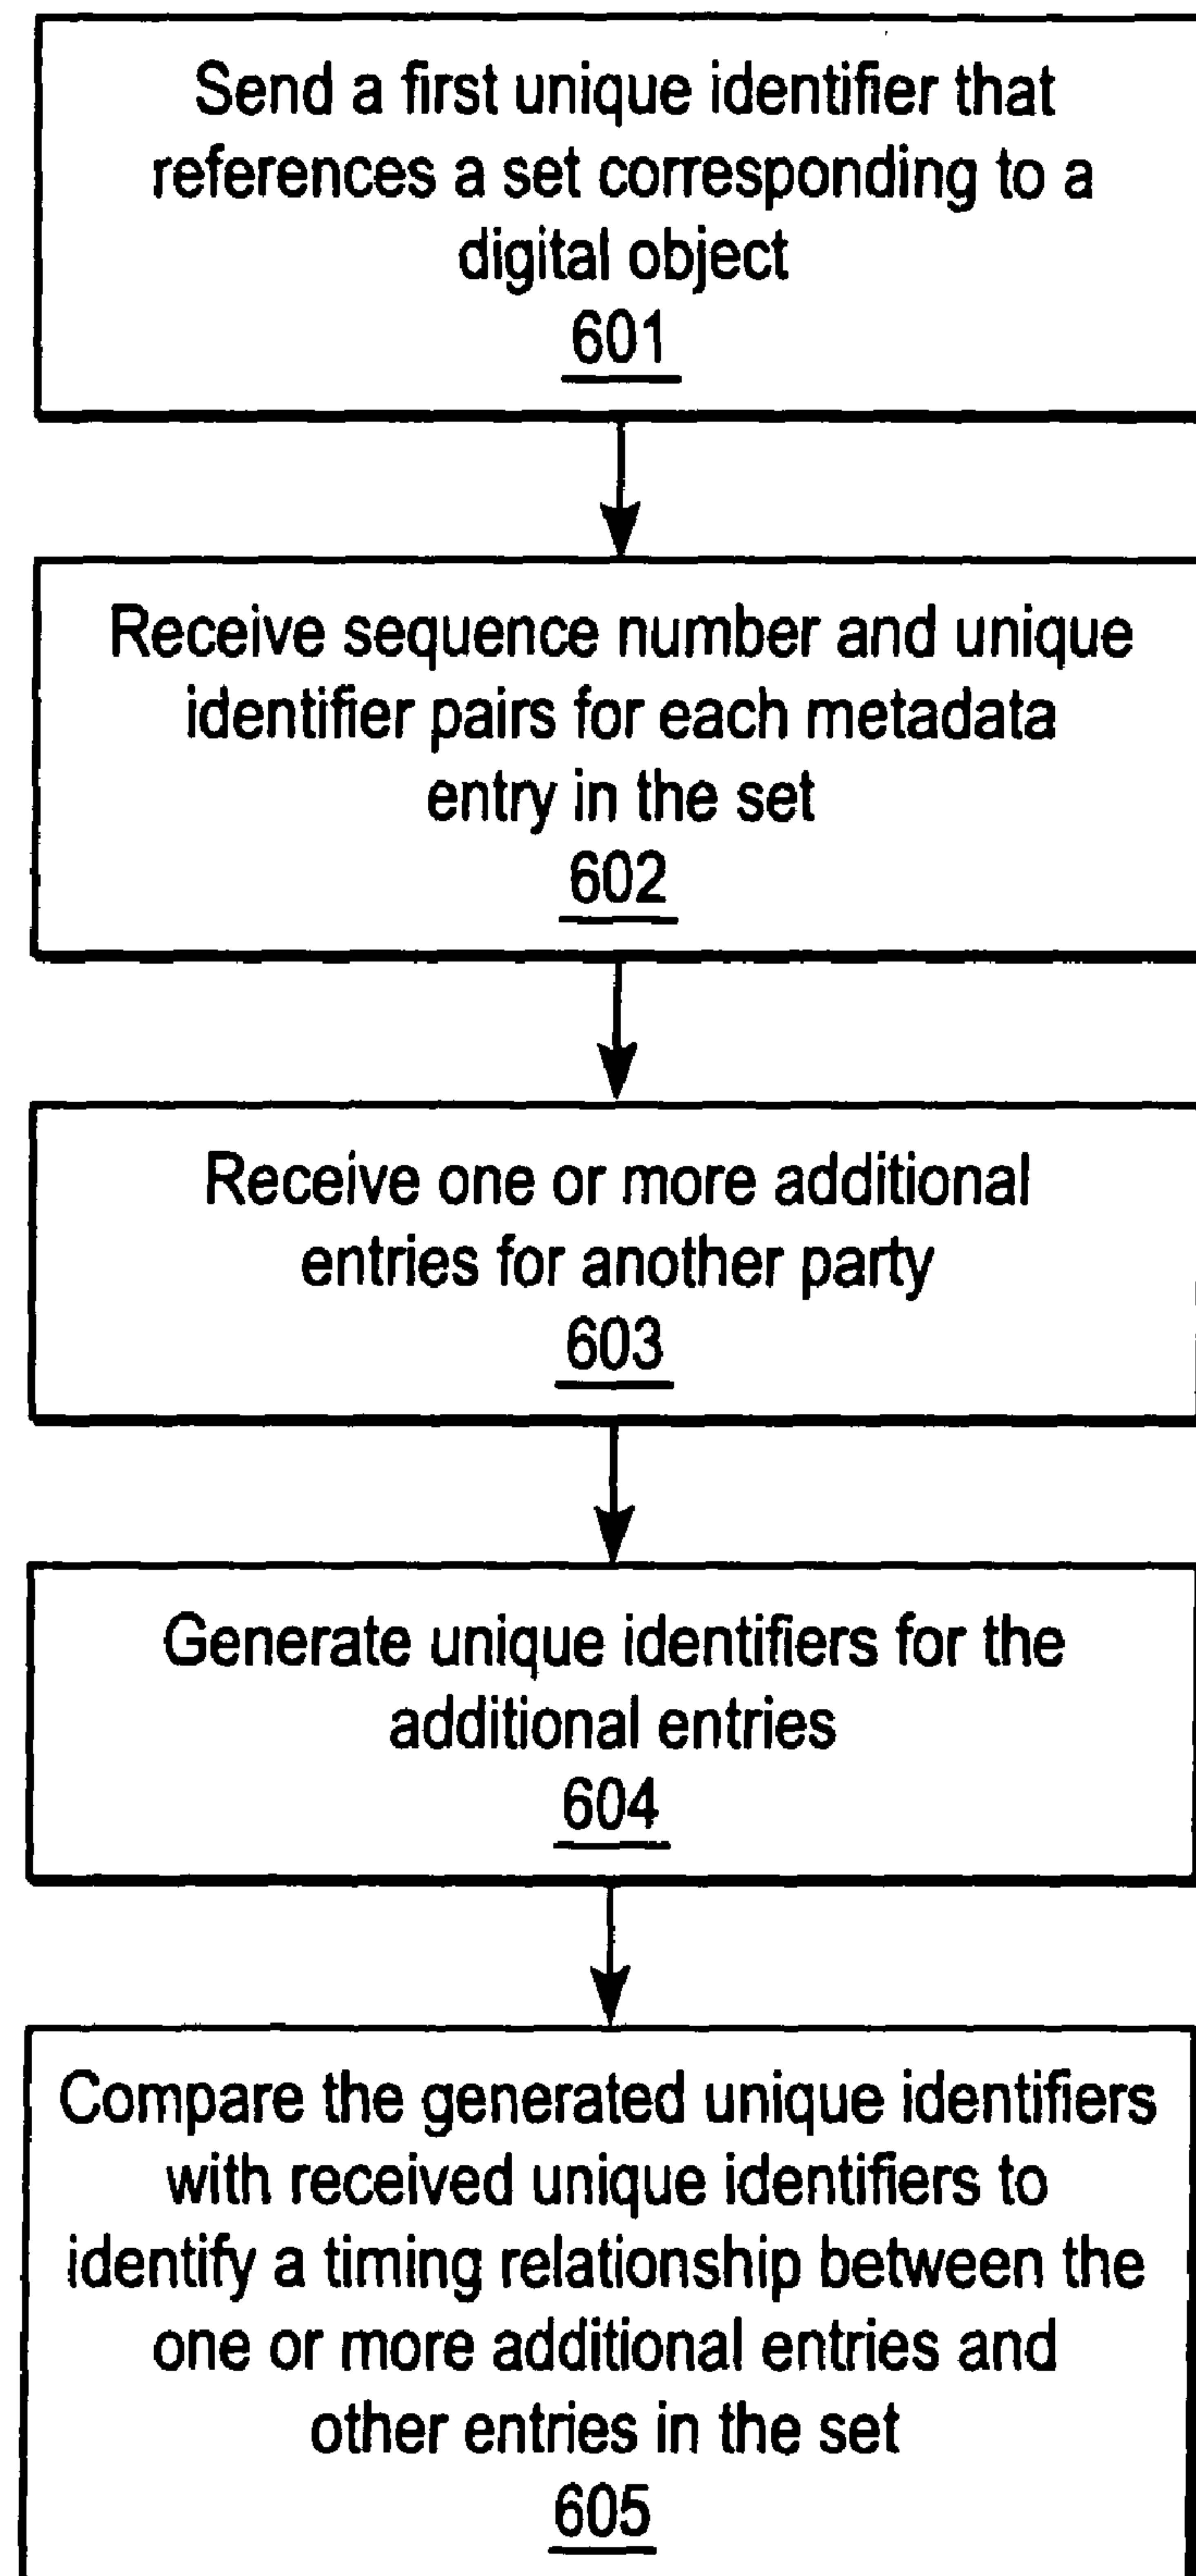 Send a first unique identifier that
references a set corresponding to a
digital object
601
Receive sequence number and unique
identifier pairs for each metadata
entry in the set
602
Receive one or more additional
entries for another party
603
Generate unique identifiers for the
additional entries
604
Compare the generated unique identifiers
with received unique identifiers to
identify a timing relationship between the
one or more additional entries and
other entries in the set
605